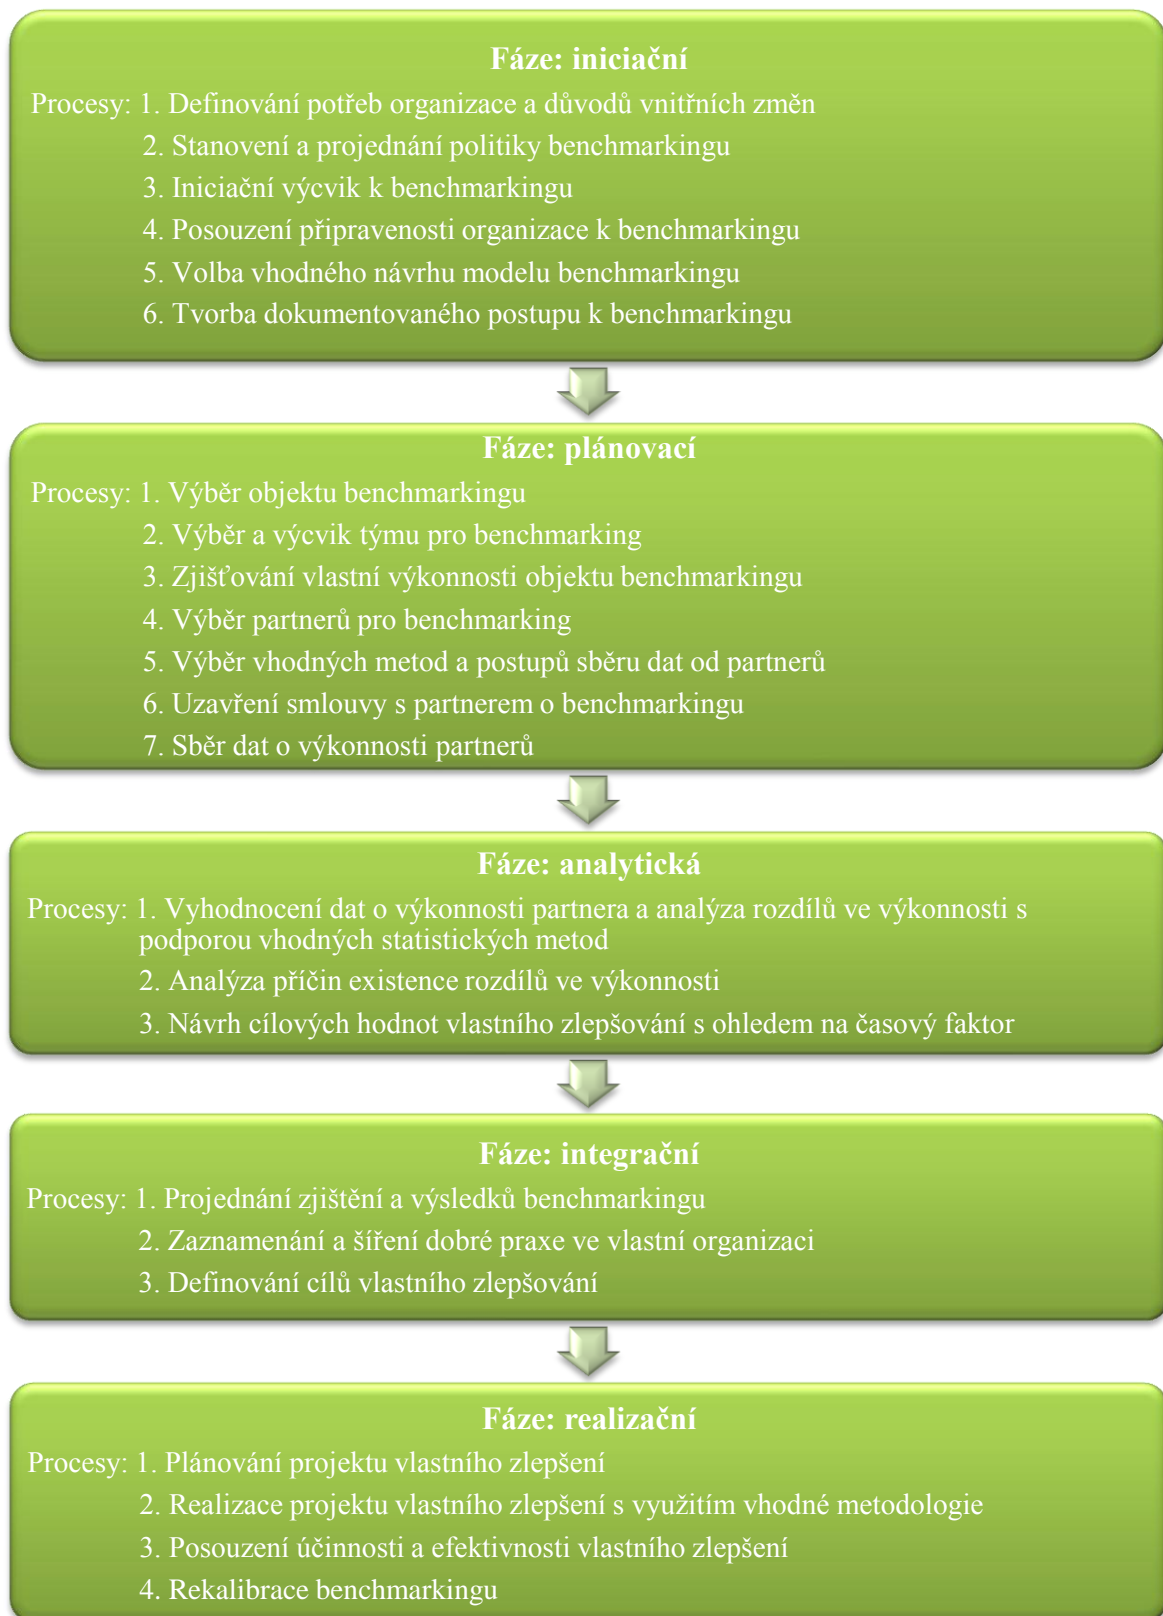 Fáze: iniciační
Procesy: 1. Definování potřeb organizace a důvodů vnitřních změn
2. Stanovení a projednání politiky benchmarkingu
3. Iniciační výcvik k benchmarkingu
4. Posouzení připravenosti organizace k benchmarkingu
5. Volba vhodného návrhu modelu benchmarkingu
6. Tvorba dokumentovaného postupu k benchmarkingu
Fáze: plánovací
Procesy: 1. Výběr objektu benchmarkingu
2. Výběr a výcvik týmu pro benchmarking
3. Zjišťování vlastní výkonnosti objektu benchmarkingu
4. Výběr partnerů pro benchmarking
5. Výběr vhodných metod a postupů sběru dat od partnerů
6. Uzavření smlouvy s partnerem o benchmarkingu
7. Sběr dat o výkonnosti partnerů
Fáze: analytická
Procesy: 1. Vyhodnocení dat o výkonnosti partnera a analýza rozdílů ve výkonnosti s
podporou vhodných statistických metod
2. Analýza příčin existence rozdílů ve výkonnosti
3. Návrh cílových hodnot vlastního zlepšování s ohledem na časový faktor
Fáze: integrační
Procesy: 1. Projednání zjištění a výsledků benchmarkingu
2. Zaznamenání a šíření dobré praxe ve vlastní organizaci
3. Definování cílů vlastního zlepšování
Fáze: realizační
Procesy: 1. Plánování projektu vlastního zlepšení
2. Realizace projektu vlastního zlepšení s využitím vhodné metodologie
3. Posouzení účinnosti a efektivnosti vlastního zlepšení
4. Rekalibrace benchmarkingu